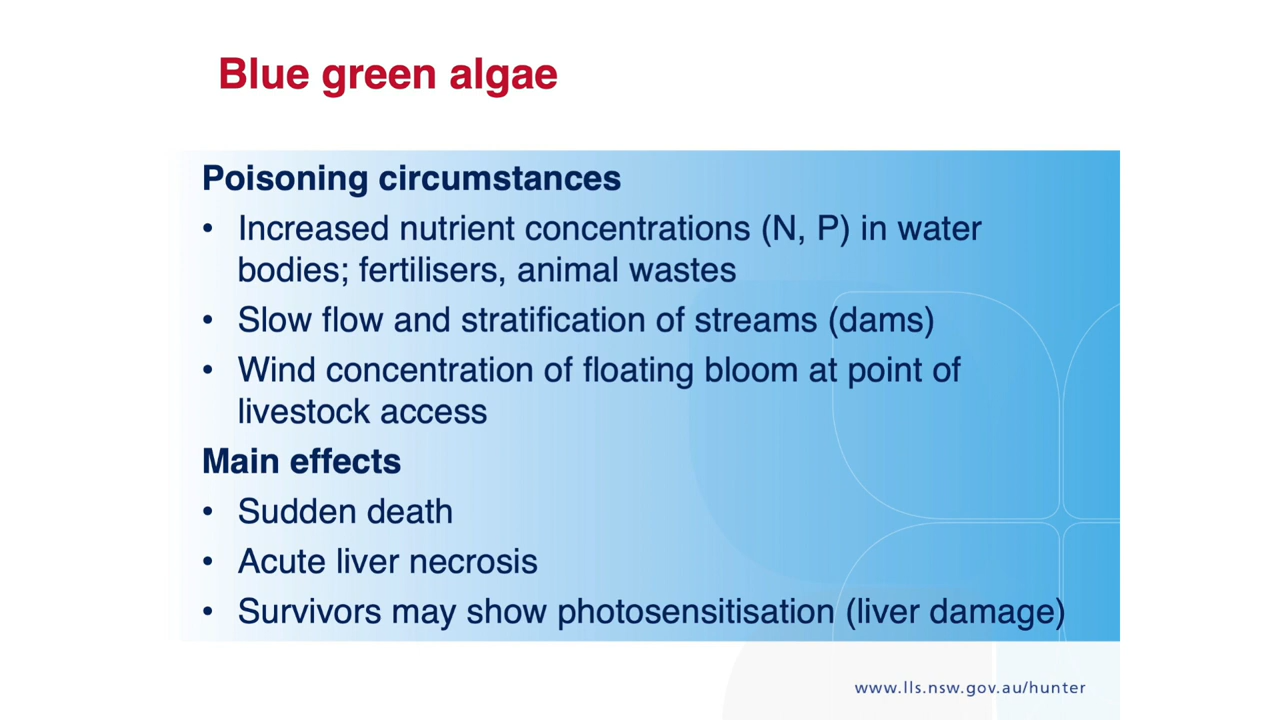 Blue green algae
Poisoning circumstances
• Increased nutrient concentrations (N, P) in water
bodies; fertilisers, animal wastes
• Slow flow and stratification of streams (dams)
• Wind concentration of floating bloom at point of
livestock access
Main effects
• Sudden death
• Acute liver necrosis
• Survivors may show photosensitisation (liver damage)
www.lls.nsw.gov.au/hunter